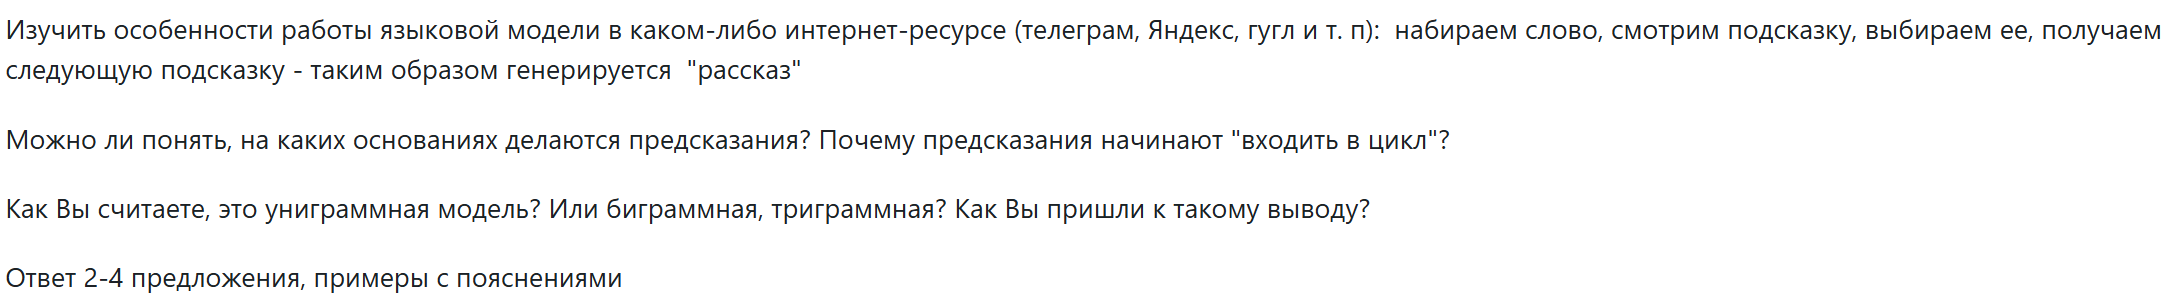 Изучить особенности работы языковой модели в каком-либо интернет-ресурсе (телеграм, Яндекс, гугл и т. п):  набираем слово, смотрим подсказку, выбираем ее, получаем
следующую подсказку - таким образом генерируется  "рассказ"
Можно ли понять, на каких основаниях делаются предсказания? Почему предсказания начинают "входить в цикл"?
Как Вы считаете, это униграммная модель? Или биграммная, триграммная? Как Вы пришли к такому выводу?
Ответ 2-4 предложения, примеры с пояснениями